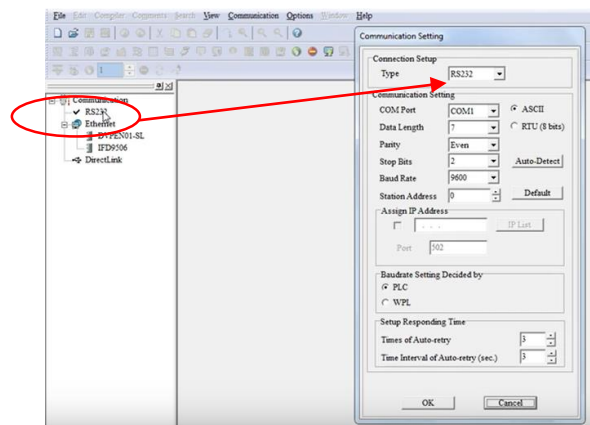 File Edit Compiler Comments Search View Communication Options Window Help
1
Communication
RS232
Ethernet
DVPEN01-SL
IFD9506
DirectLink
Communication Setting
Connection Setup
Type RS232
Communication Setting
COM Port COM1 ASCII
Data Length 7 RTU (8 bits)
Parity Even
Stop Bits 2 Auto-Detect
Baud Rate 9600
Station Address 0 Default
Assign IP Address
. . . IP List
Port 502
Baudrate Setting Decided by
PLC
WPL
Setup Responding Time
Times of Auto-retry 3
Time Interval of Auto-retry (sec.) 3
OK Cancel